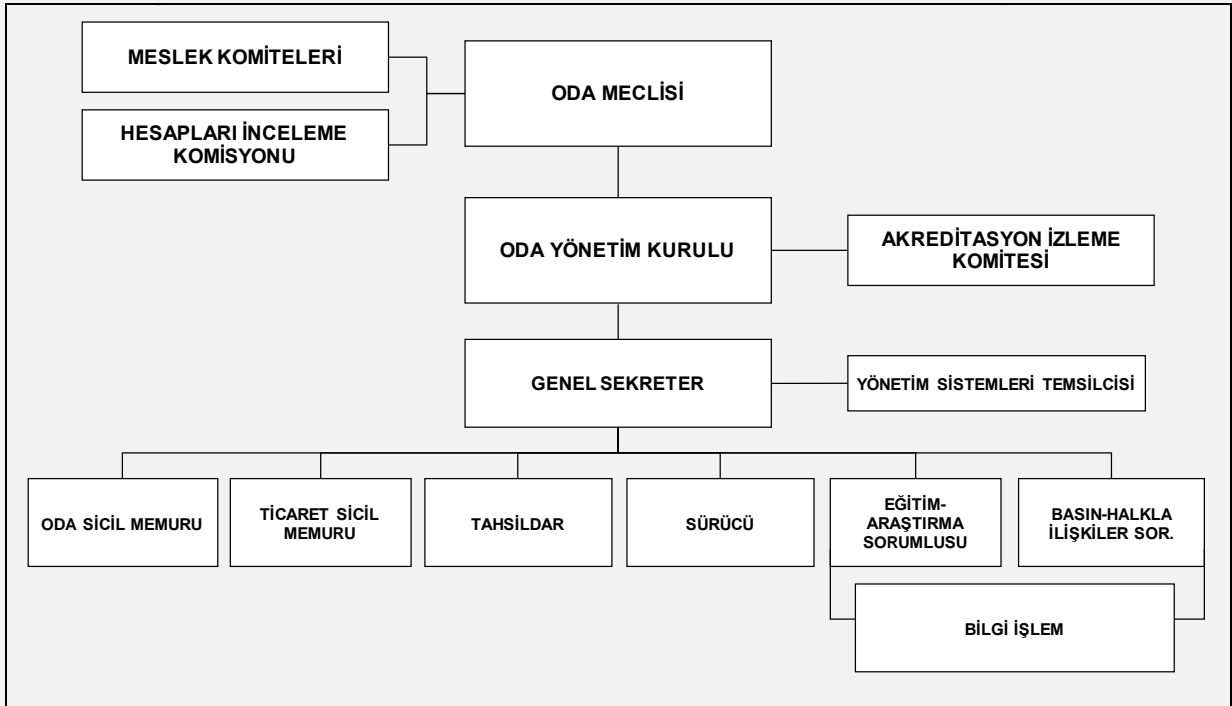 MESLEK KOMİTELERİ
ODA MECLİSİ
HESAPLARI İNCELEME
KOMİSYONU
ODA YÖNETİM KURULU
AKREDİTASYON İZLEME
KOMİTESİ
GENEL SEKRETER
YÖNETİM SİSTEMLERİ TEMSİLCİSİ
ODA SİCİL MEMURU
TİCARET SİCİL
MEMURU
TAHSİLDAR
SÜRÜCÜ
EĞİTİM-
ARAŞTIRMA
SORUMLUSU
BASIN-HALKLA
İLİŞKİLER SOR.
BİLGİ İŞLEM